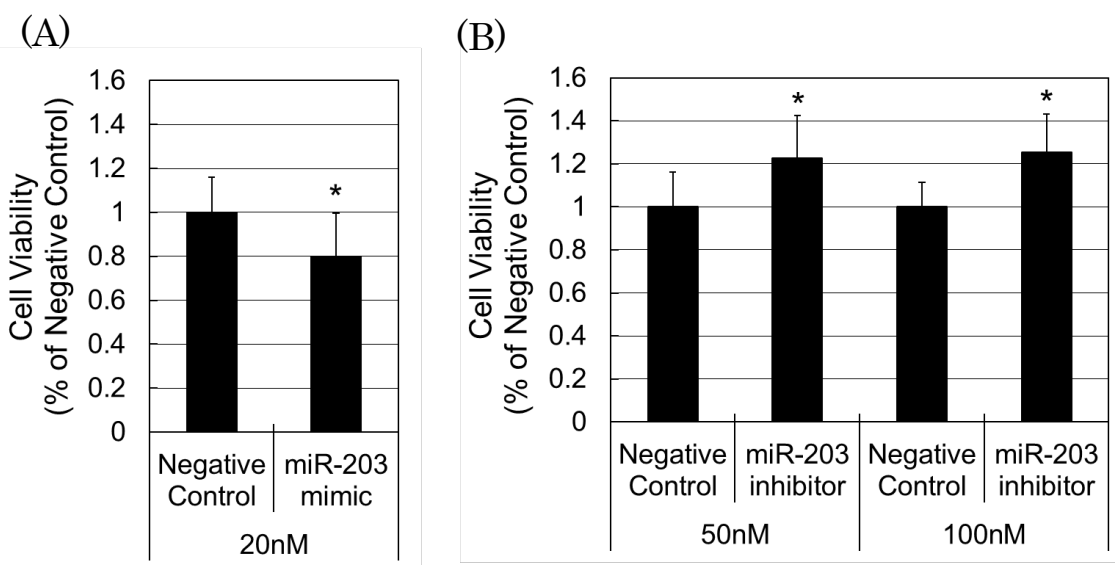 (A)
Cell Viability
(% of Negative Control)
1.6
1.4
1.2
1
0.8
0.6
0.4
0.2
0
*
Negative
Control
miR-203
mimic
20nM
(B)
Cell Viability
(% of Negative Control)
1.6
1.4
1.2
1
0.8
0.6
0.4
0.2
0
*
*
Negative
Control
miR-203
inhibitor
Negative
Control
miR-203
inhibitor
50nM
100nM